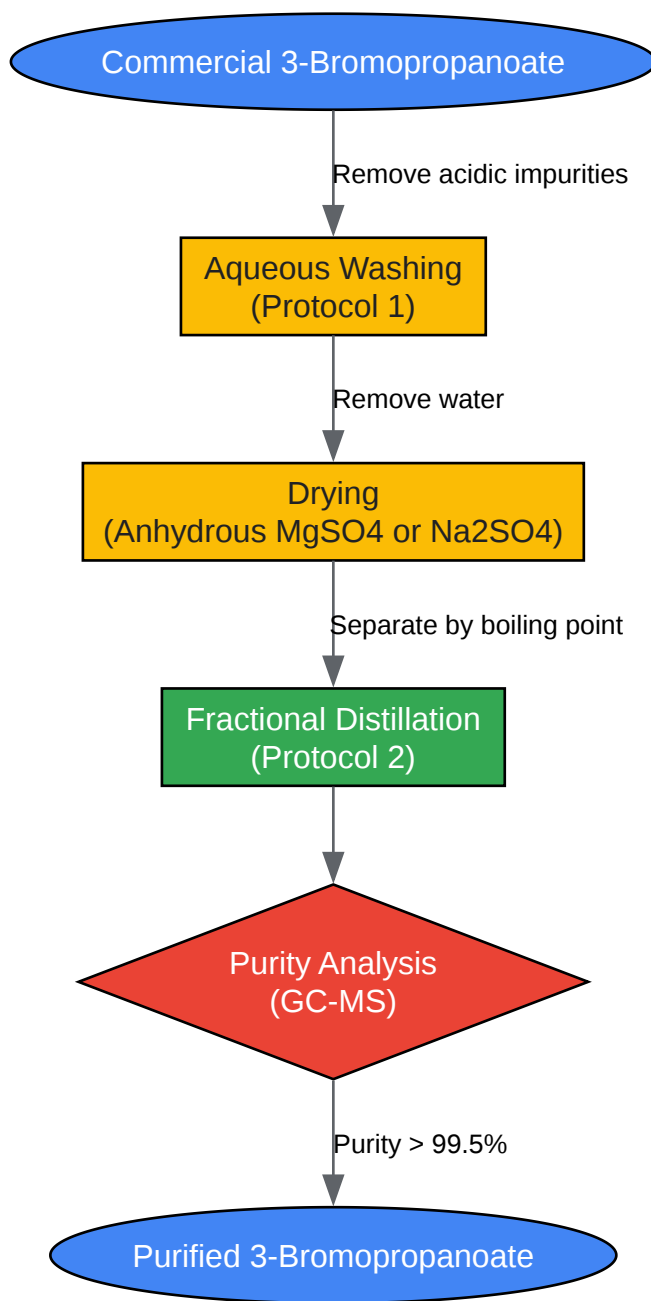 Commercial 3-Bromopropanoate
Remove acidic impurities
Aqueous Washing
(Protocol 1)
Remove water
Drying
(Anhydrous MgSO4 or Na2SO4)
Separate by boiling point
Fractional Distillation
(Protocol 2)
Purity Analysis
(GC-MS)
Purity > 99.5%
Purified 3-Bromopropanoate